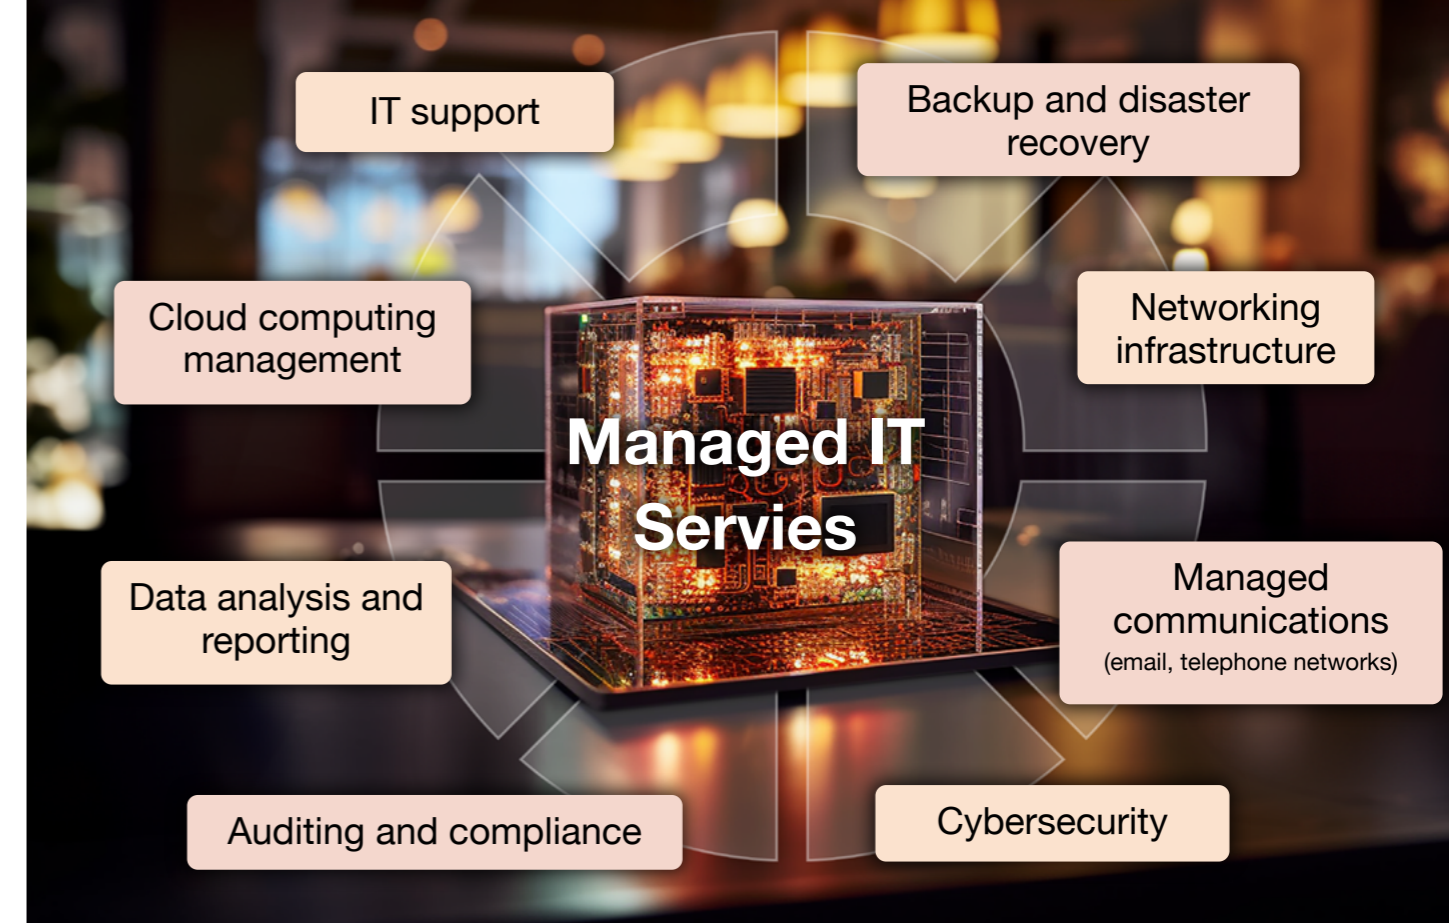 IT support
Backup and disaster
recovery
Cloud computing
management
Networking
infrastructure
Managed IT
Servies
Data analysis and
reporting
Managed
communications
(email, telephone networks)
Auditing and compliance
Cybersecurity